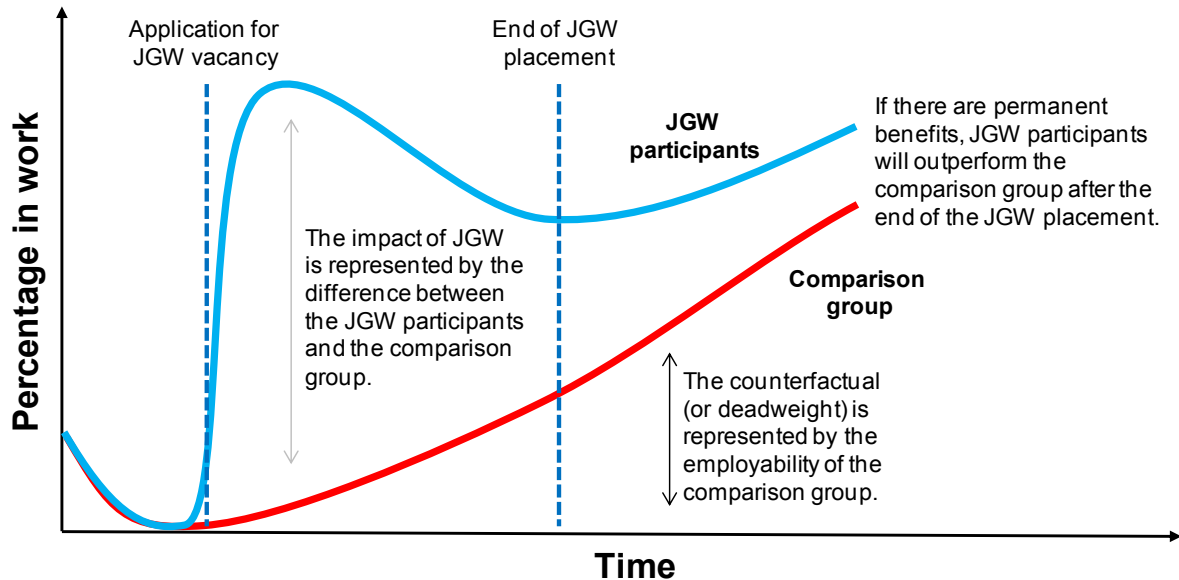 Application for
JGW vacancy
End of JGW
placement
JGW
participants
If there are permanent
benefits, JGW participants
will outperform the
comparison group after the
end of the JGW placement.
The impact of JGW
is represented by the
difference between
the JGW participants
and the comparison
group.
Comparison
group
The counterfactual
(or deadweight) is
represented by the
employability of the
comparison group.
Percentage in work
Time